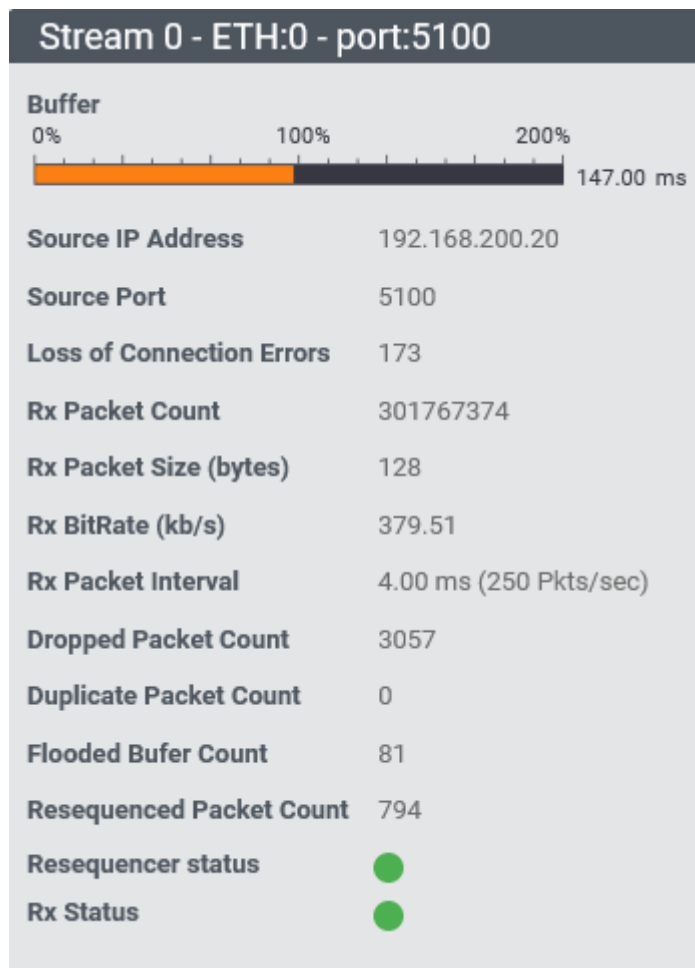 Stream 0 - ETH:0 - port:5100
Buffer
0% 100% 200%
147.00 ms
Source IP Address 192.168.200.20
Source Port 5100
Loss of Connection Errors 173
Rx Packet Count 301767374
Rx Packet Size (bytes) 128
Rx BitRate (kb/s) 379.51
Rx Packet Interval 4.00 ms (250 Pkts/sec)
Dropped Packet Count 3057
Duplicate Packet Count 0
Flooded Bufer Count 81
Resequenced Packet Count 794
Resequencer status
Rx Status